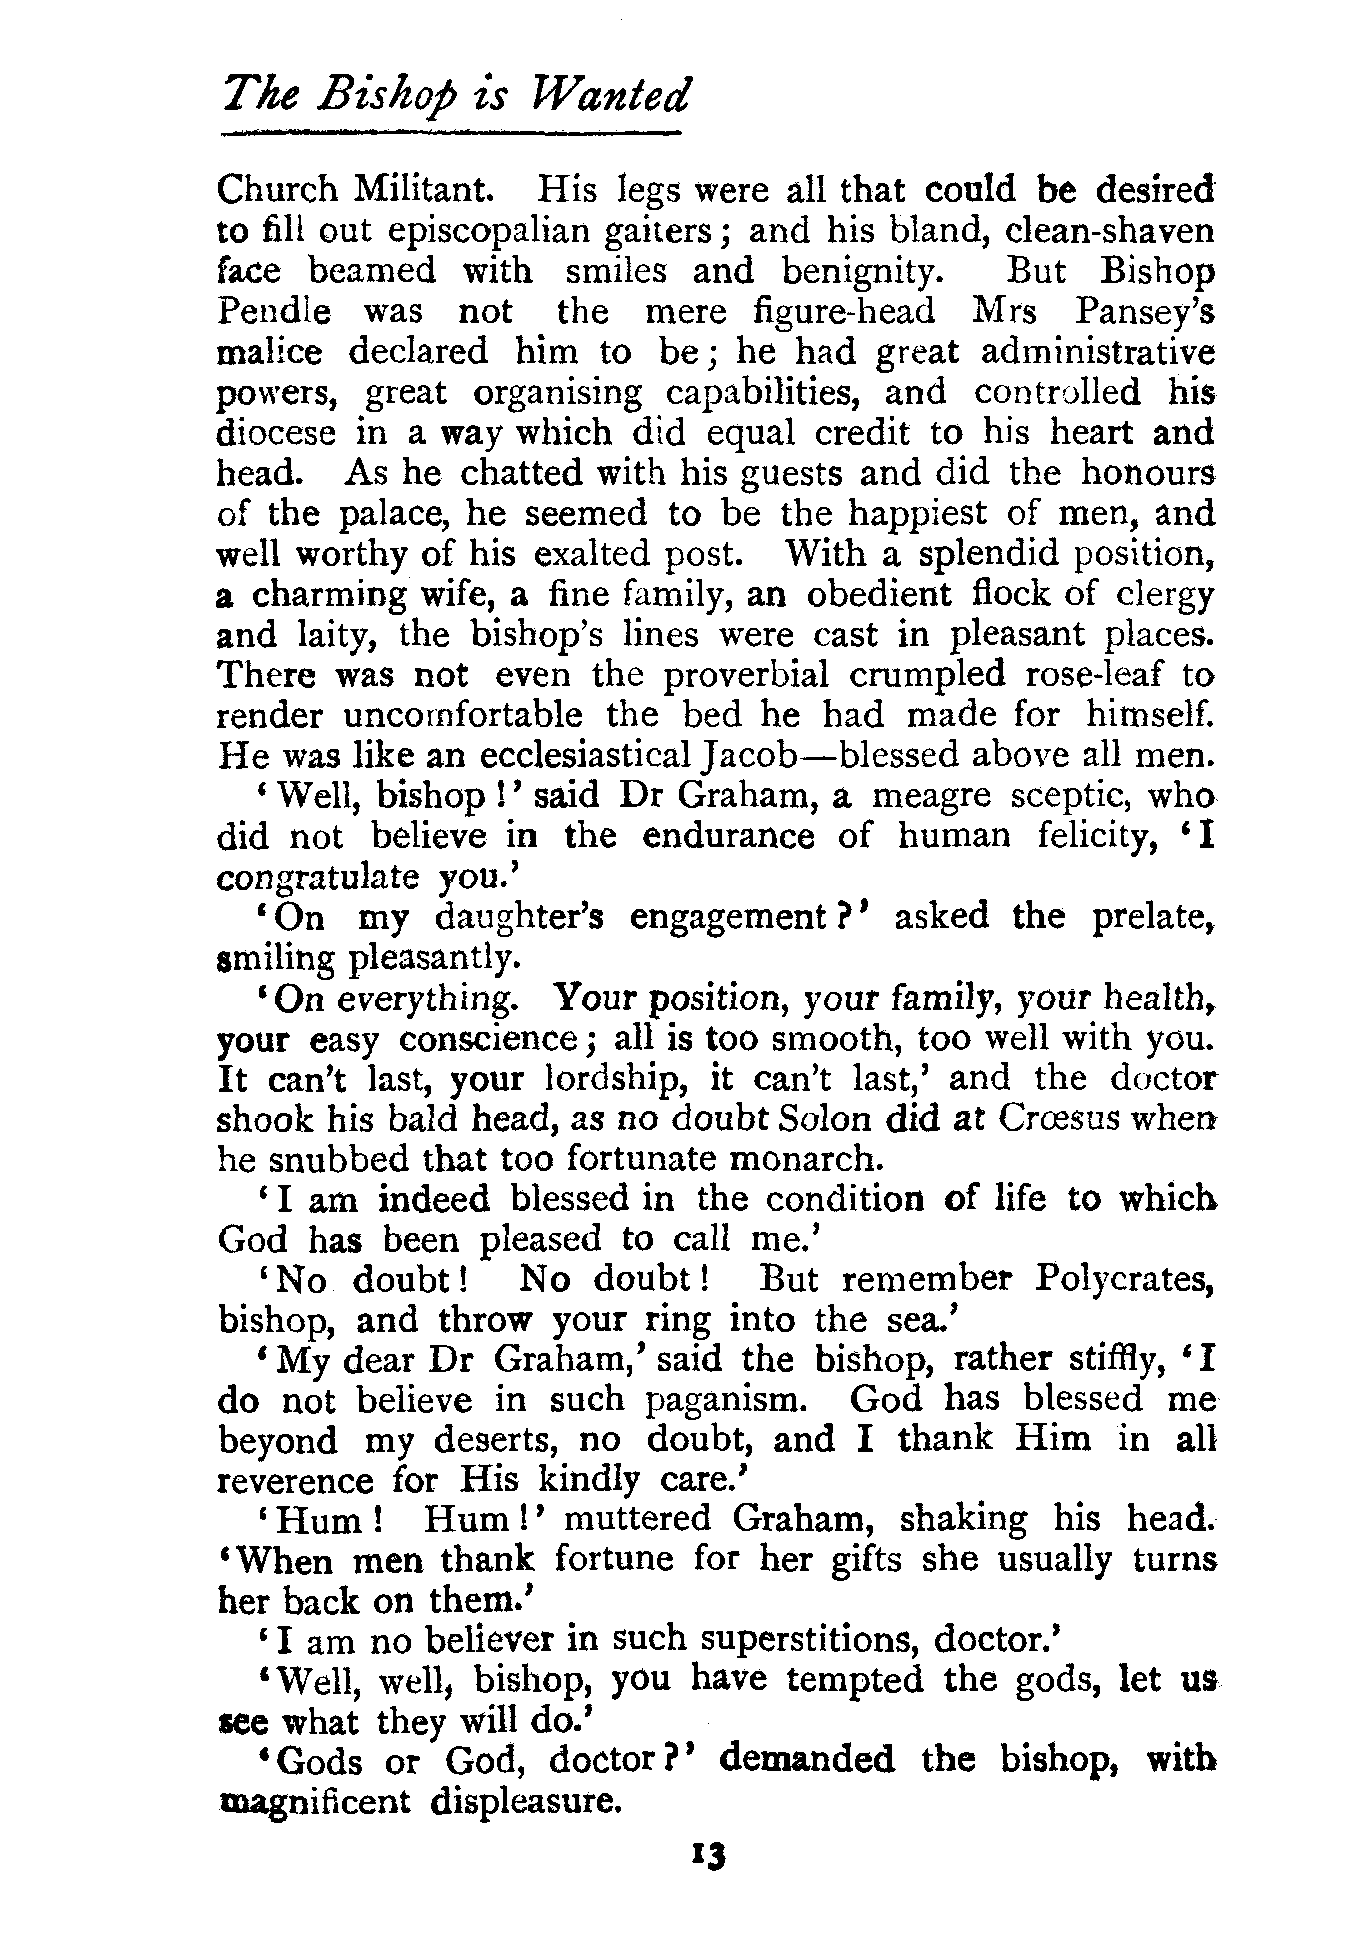 The Bishop is Wanted
Church Militant. His legs were all that could be desired
to fill out episcopalian gaiters; and his bland, clean-shaven
face beamed with smiles and benignity. But Bishop
Pendle was not the mere figure-head Mrs Pansey's
malice declared him to be; he had great administrative
powers, great organising capabilities, and controlled his
diocese in a way which did equal credit to his heart and
head. As he chatted with his guests and did the honours
of the palace, he seemed to be the happiest of men, and
well worthy of his exalted post. With a splendid position,
a charming wife, a fine family, an obedient flock of clergy
and laity, the bishop's lines were cast in pleasant places.
There was not even the proverbial crumpled rose-leaf to
render uncomfortable the bed he had made for himself.
He was like an ecclesiastical Jacob—blessed above all men.
‘Well, bishop!’ said Dr Graham, a meagre sceptic, who
did not believe in the endurance of human felicity, ‘I
congratulate you.’
‘On my daughter's engagement?’ asked the prelate,
smiling pleasantly.
‘On everything. Your position, your family, your health,
your easy conscience; all is too smooth, too well with you.
It can't last, your lordship, it can't last,’ and the doctor
shook his bald head, as no doubt Solon did at Crœsus when
he snubbed that too fortunate monarch.
‘I am indeed blessed in the condition of life to which
God has been pleased to call me.’
‘No doubt! No doubt! But remember Polycrates,
bishop, and throw your ring into the sea.’
‘My dear Dr Graham,’ said the bishop, rather stiffly, ‘I
do not believe in such paganism. God has blessed me
beyond my deserts, no doubt, and I thank Him in all
reverence for His kindly care.’
‘Hum! Hum!’ muttered Graham, shaking his head.
‘When men thank fortune for her gifts she usually turns
her back on them.’
‘I am no believer in such superstitions, doctor.’
‘Well, well, bishop, you have tempted the gods, let us
see what they will do.’
‘Gods or God, doctor?’ demanded the bishop, with
magnificent displeasure.
13